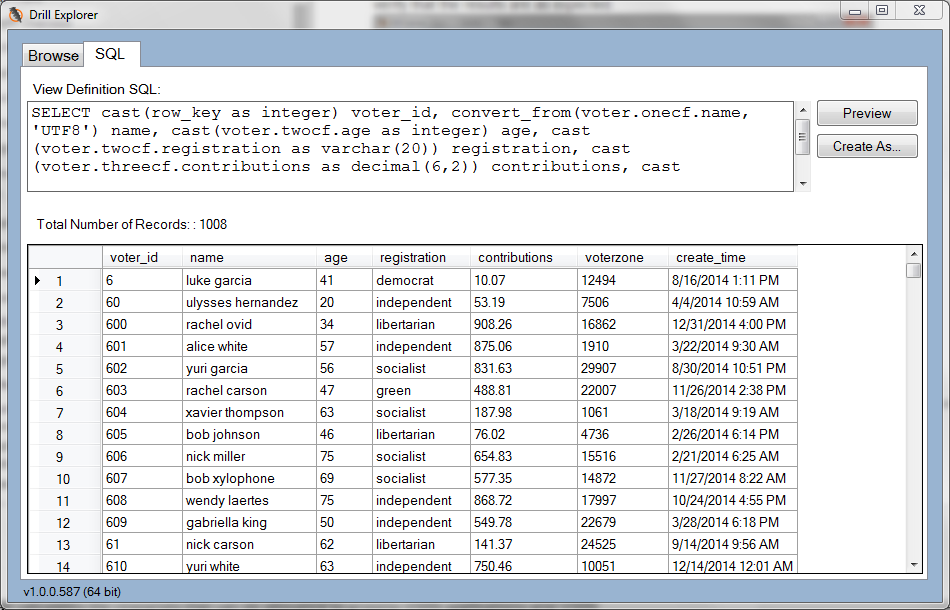 verify that the results are as expected
Drill Explorer
Browse SQL
View Definition SQL:
SELECT cast(row_key as integer) voter_id, convert_from(voter.onecf.name,
'UTF8') name, cast(voter.twocf.age as integer) age, cast
(voter.twocf.registration as varchar(20)) registration, cast
(voter.threecf.contributions as decimal(6,2)) contributions, cast
Preview
Create As...
Total Number of Records: : 1008
voter_id name age registration contributions voterzone create_time
1 6 luke garcia 41 democrat 10.07 12494 8/16/2014 1:11 PM
2 60 ulysses hernandez 20 independent 53.19 7506 4/4/2014 10:59 AM
3 600 rachel ovid 34 libertarian 908.26 16862 12/31/2014 4:00 PM
4 601 alice white 57 independent 875.06 1910 3/22/2014 9:30 AM
5 602 yuri garcia 56 socialist 831.63 29907 8/30/2014 10:51 PM
6 603 rachel carson 47 green 488.81 22007 11/26/2014 2:38 PM
7 604 xavier thompson 63 socialist 187.98 1061 3/18/2014 9:19 AM
8 605 bob johnson 46 libertarian 76.02 4736 2/26/2014 6:14 PM
9 606 nick miller 75 socialist 654.83 15516 2/21/2014 6:25 AM
10 607 bob xylophone 69 socialist 577.35 14872 11/27/2014 8:22 AM
11 608 wendy laertes 75 independent 868.72 17997 10/24/2014 4:55 PM
12 609 gabriella king 50 independent 549.78 22679 3/28/2014 6:18 PM
13 61 nick carson 62 libertarian 141.37 24525 9/14/2014 9:56 AM
14 610 yuri white 63 independent 750.46 10051 12/14/2014 12:01 AM
v1.0.0.587 (64 bit)